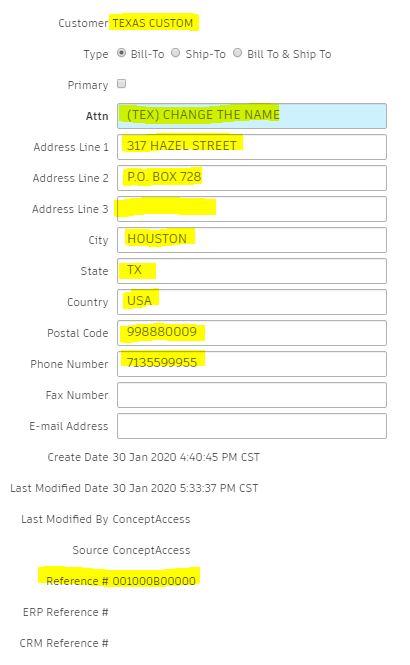 Customer TEXAS CUSTOM
Type Bill-To Ship-To Bill To & Ship To
Primary
Attn (TEX) CHANGE THE NAME
Address Line 1 317 HAZEL STREET
Address Line 2 P.O. BOX 728
Address Line 3
City HOUSTON
State TX
Country USA
Postal Code 998880009
Phone Number 7135599955
Fax Number
E-mail Address
Create Date 30 Jan 2020 4:40:45 PM CST
Last Modified Date 30 Jan 2020 5:33:37 PM CST
Last Modified By ConceptAccess
Source ConceptAccess
Reference # 001000B00000
ERP Reference #
CRM Reference #